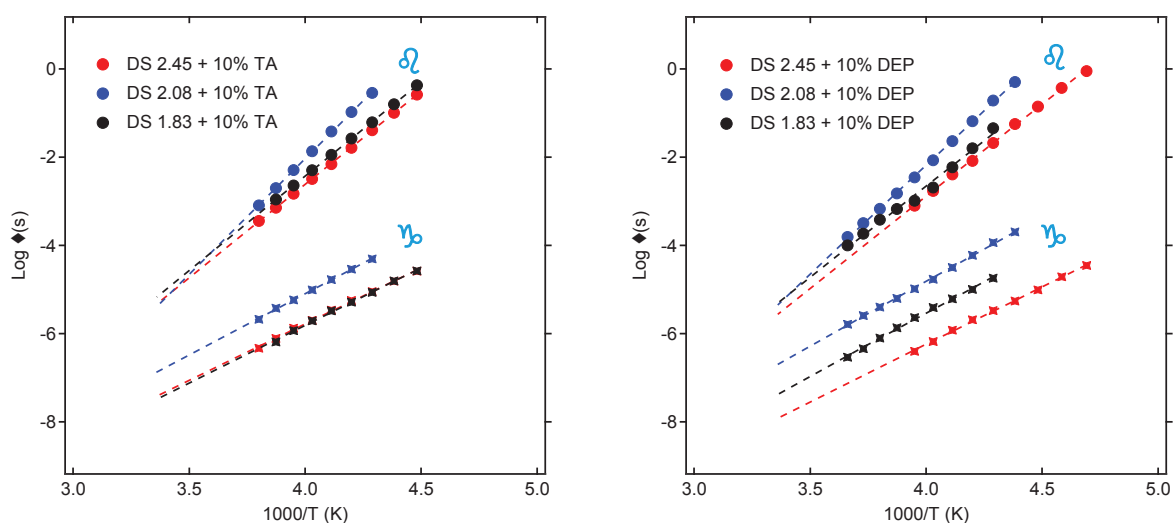 DS 2.45 + 10% TA
DS 2.08 + 10% TA
DS 1.83 + 10% TA
♌
♑
0
-2
-4
-6
-8
Log ♦(s)
3.0 3.5 4.0 4.5 5.0
1000/T (K)
DS 2.45 + 10% DEP
DS 2.08 + 10% DEP
DS 1.83 + 10% DEP
♌
♑
0
-2
-4
-6
-8
Log ♦(s)
3.0 3.5 4.0 4.5 5.0
1000/T (K)